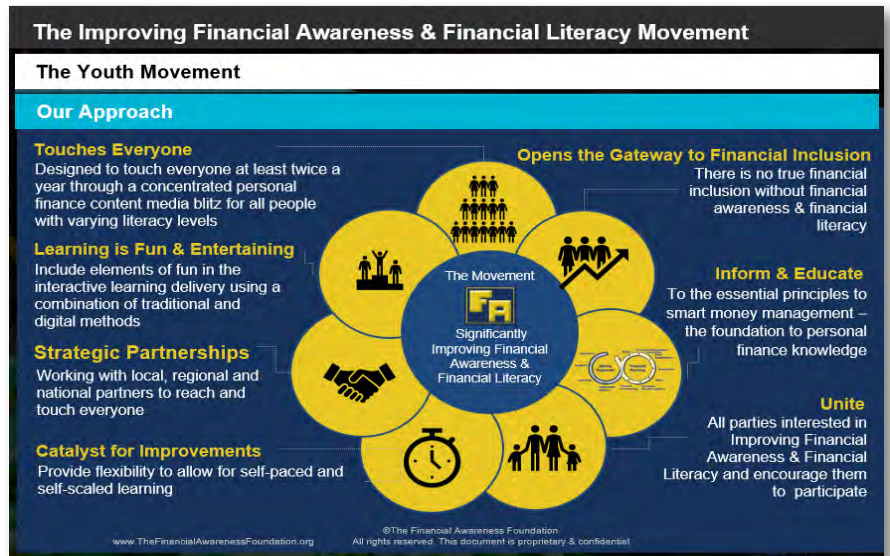 The Improving Financial Awareness & Financial Literacy Movement
The Youth Movement
Our Approach
Touches Everyone
Designed to touch everyone at least twice a
year through a concentrated personal
finance content media blitz for all people
with varying literacy levels
Learning is Fun & Entertaining
Include elements of fun in the
interactive learning delivery using a
combination of traditional and
digital methods
Strategic Partnerships
Working with local, regional and
national partners to reach and
touch everyone
Catalyst for Improvements
Provide flexibility to allow for self-paced and
self-scaled learning
The Movement
FA
Significantly
Improving Financial
Awareness &
Financial Literacy
Opens the Gateway to Financial Inclusion
There is no true financial
inclusion without financial
awareness & financial
literacy
Inform & Educate
To the essential principles to
smart money management –
the foundation to personal
finance knowledge
Unite
All parties interested in
Improving Financial
Awareness & Financial
Literacy and encourage them
to participate
www.TheFinancialAwarenessFoundation.org
©The Financial Awareness Foundation
All rights reserved. This document is proprietary & confidential